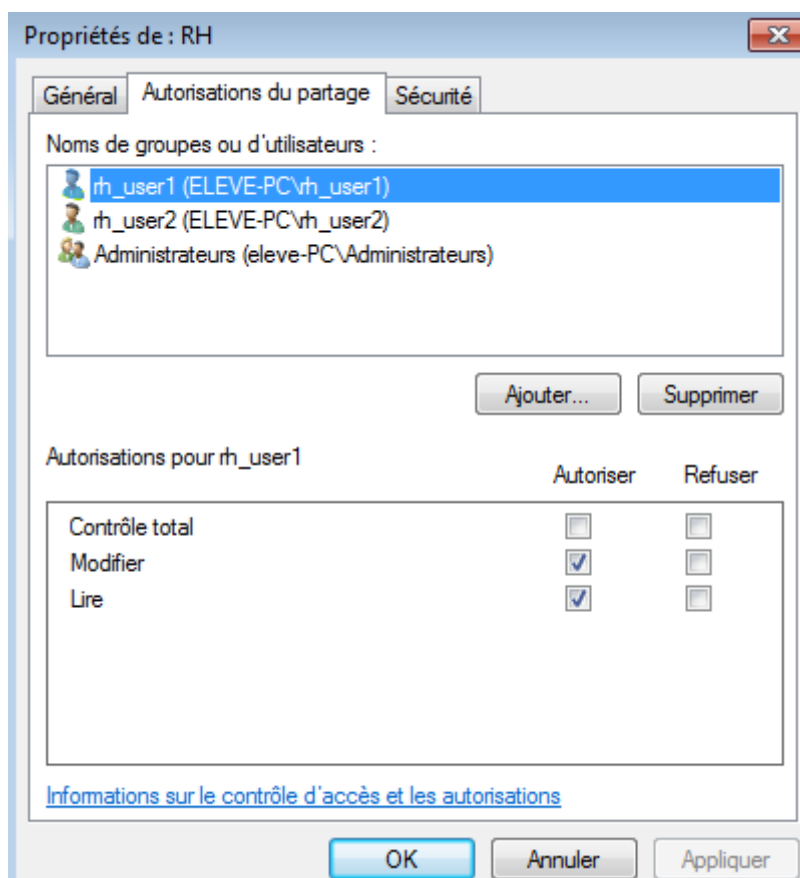 Propriétés de : RH
Général Autorisations du partage Sécurité
Noms de groupes ou d'utilisateurs :
rh_user1 (ELEVE-PC\rh_user1)
rh_user2 (ELEVE-PC\rh_user2)
Administrateurs (eleve-PC\Administrateurs)
Ajouter... Supprimer
Autorisations pour rh_user1 Autoriser Refuser
Contrôle total
Modifier
Lire
Informations sur le contrôle d'accès et les autorisations
OK Annuler Appliquer